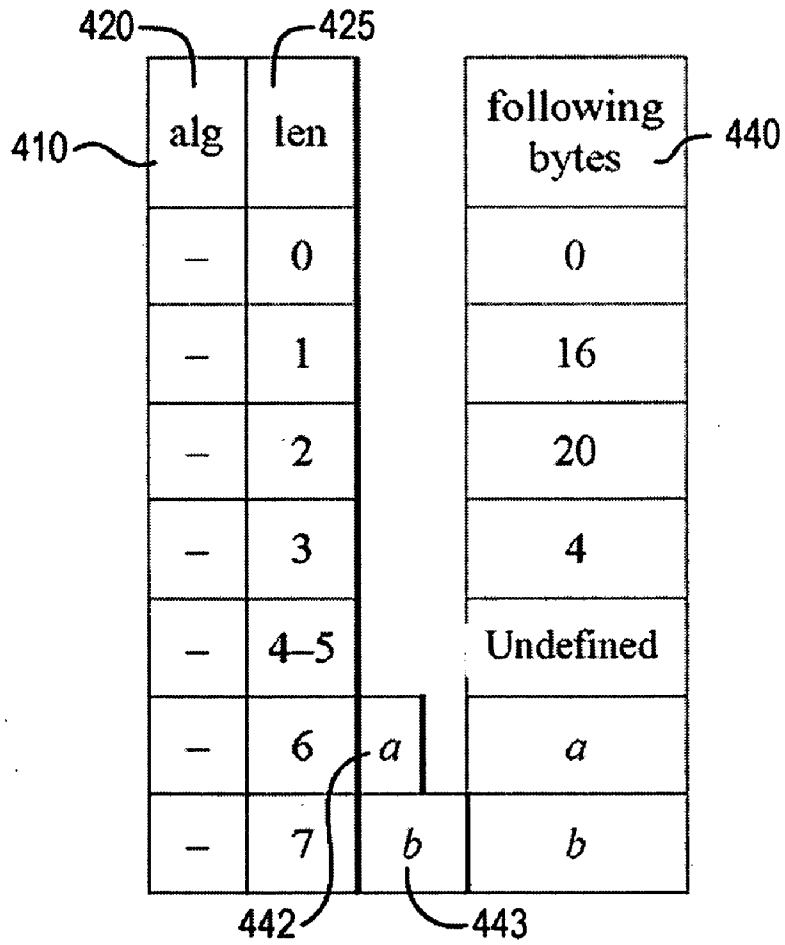 420 425
410 alg len following bytes 440
– 0 0
– 1 16
– 2 20
– 3 4
– 4–5 Undefined
– 6 a a
– 7 b b
442 443